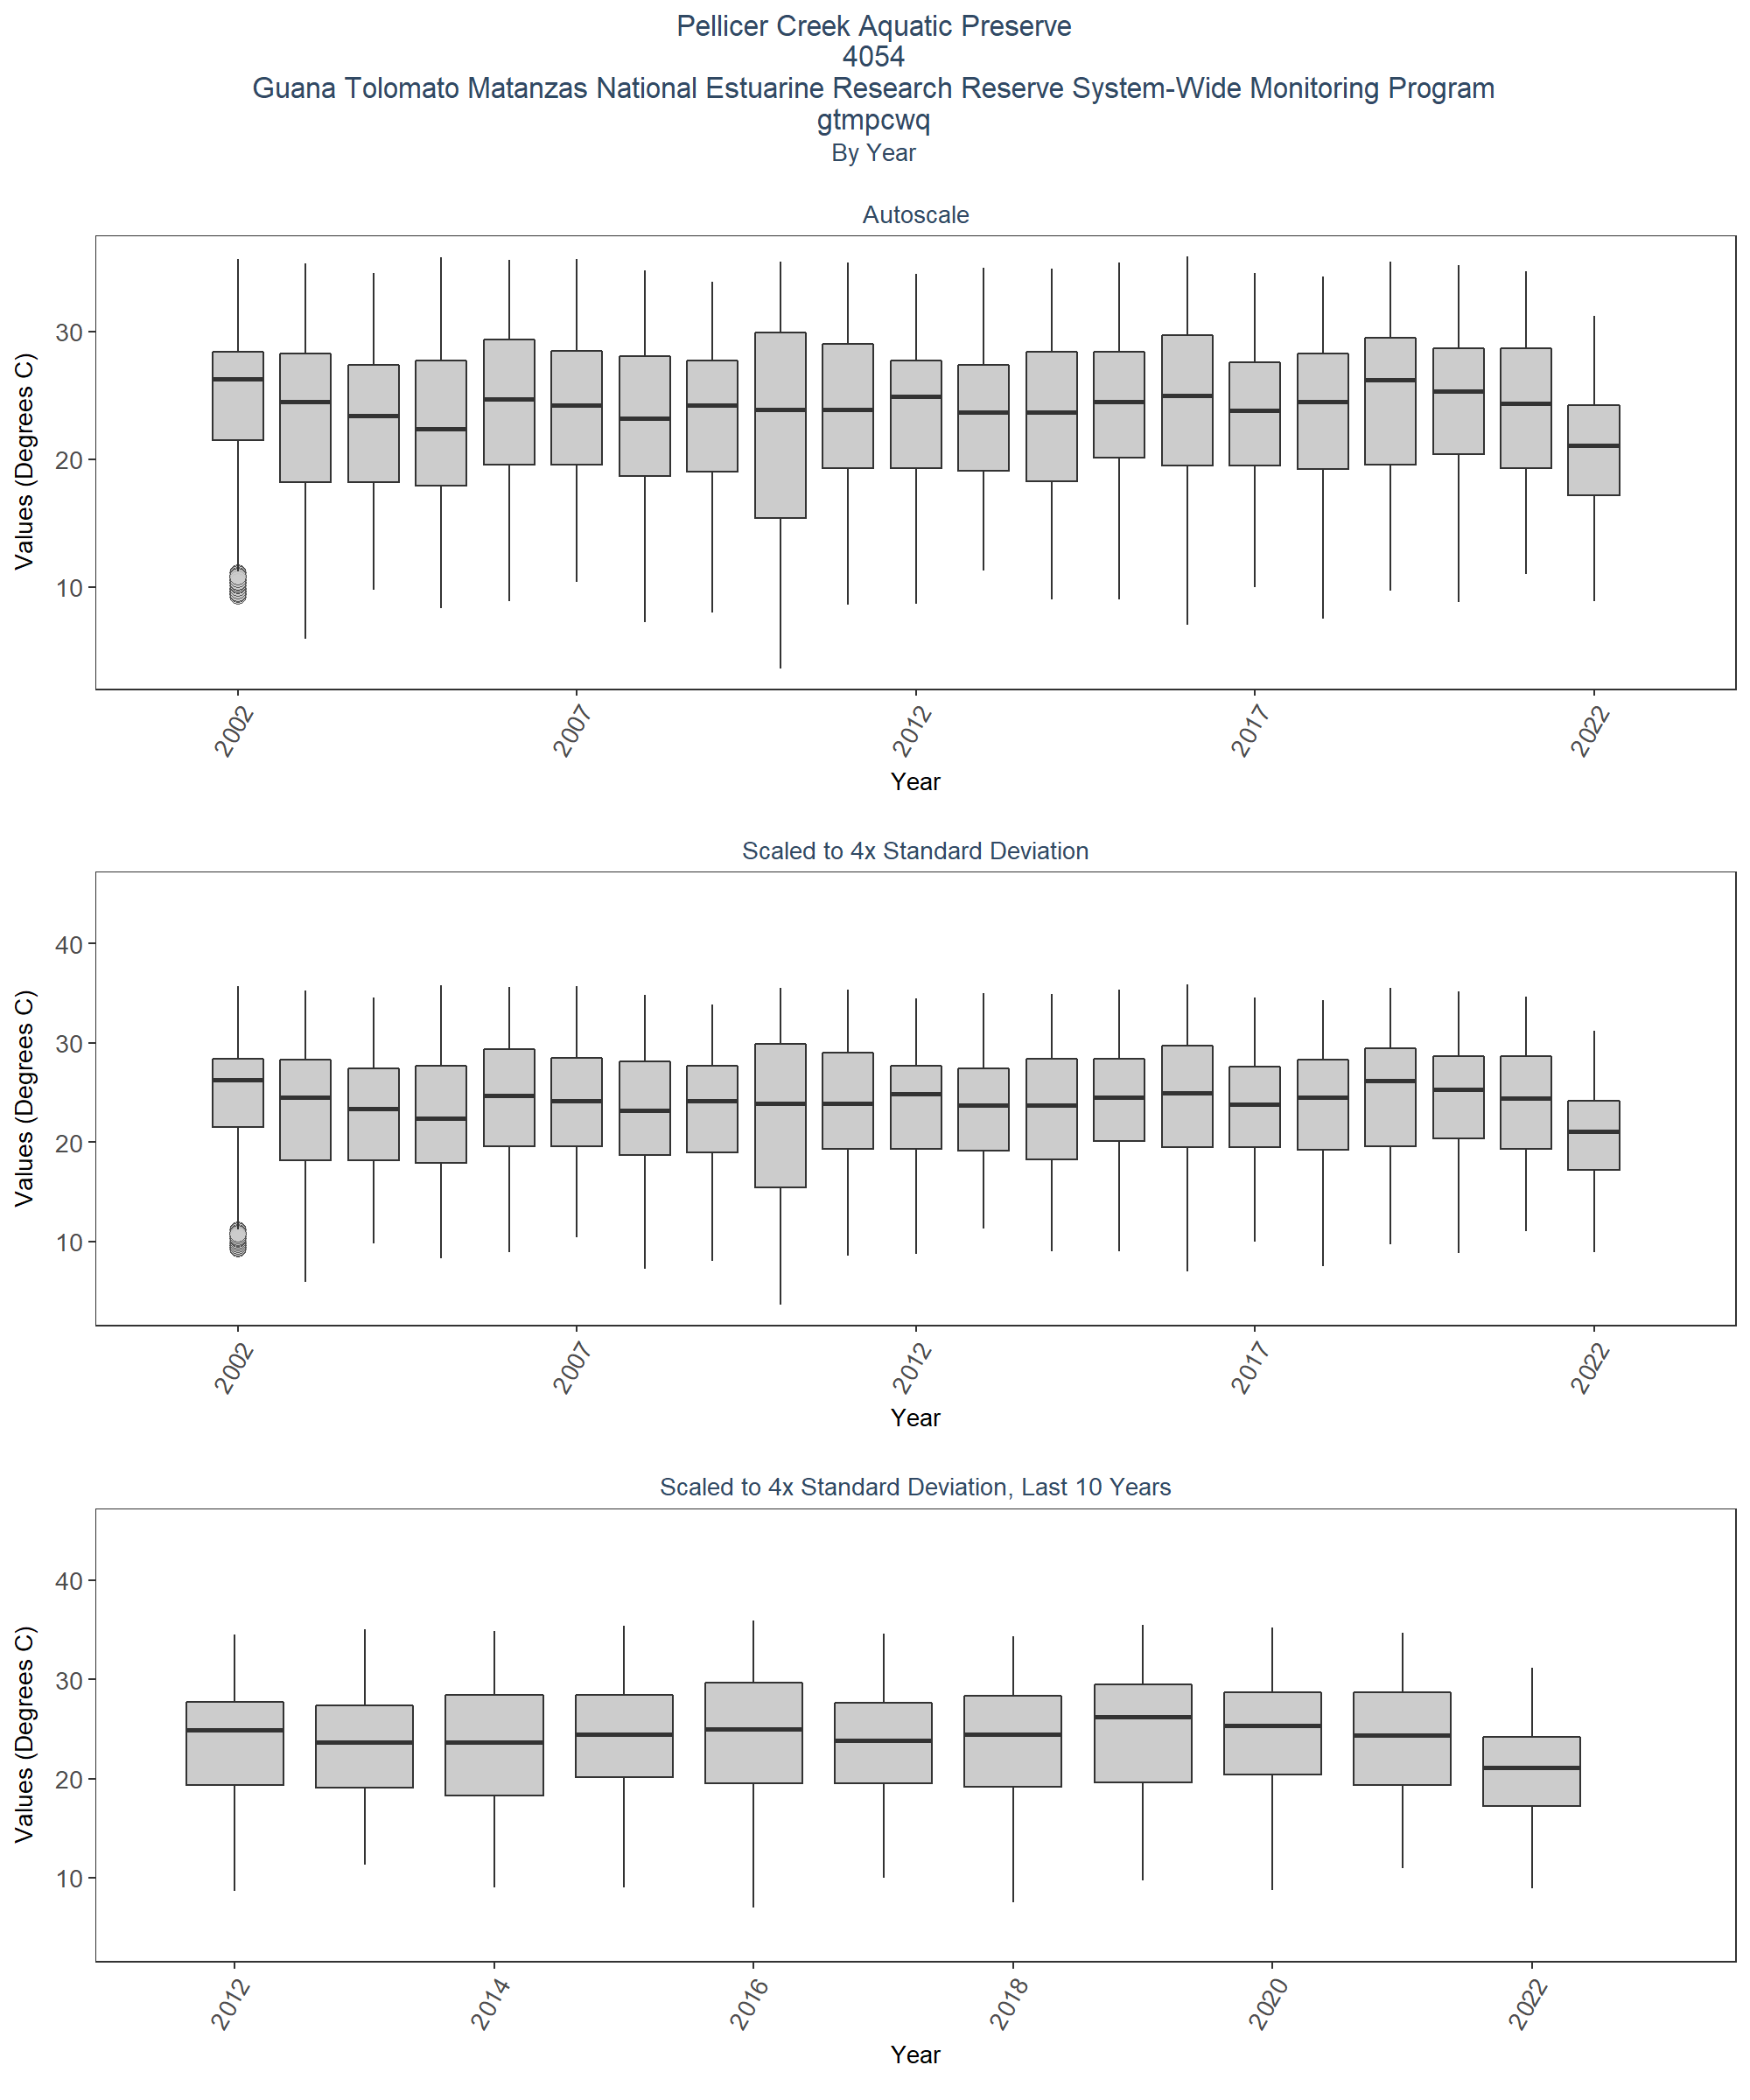 Pellicer Creek Aquatic Preserve
4054
Guana Tolomato Matanzas National Estuarine Research Reserve System-Wide Monitoring Program
gtmpcwq
By Year
Autoscale
Values (Degrees C)
30
20
10
2002
2007
2012
2017
2022
Year
Scaled to 4x Standard Deviation
Values (Degrees C)
40
30
20
10
2002
2007
2012
2017
2022
Year
Scaled to 4x Standard Deviation, Last 10 Years
Values (Degrees C)
40
30
20
10
2012
2014
2016
2018
2020
2022
Year